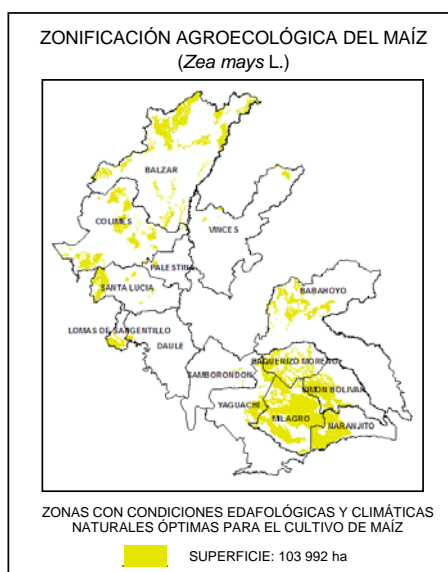 ZONIFICACIÓN AGROECOLÓGICA DEL MAÍZ
(Zea mays L.)
BALZAR
COLIMES
VINCES
PALESTINA
SANTA LUCIA
BABAHOYO
LOMAS DE SARGENTILLO
DAULE
BAQUERIZO MORENO
SAMBORONDON
SIMON BOLIVAR
YAGUACHI
MILAGRO
NARANJITO
ZONAS CON CONDICIONES EDAFOLÓGICAS Y CLIMÁTICAS
NATURALES ÓPTIMAS PARA EL CULTIVO DE MAÍZ
SUPERFICIE: 103 992 ha